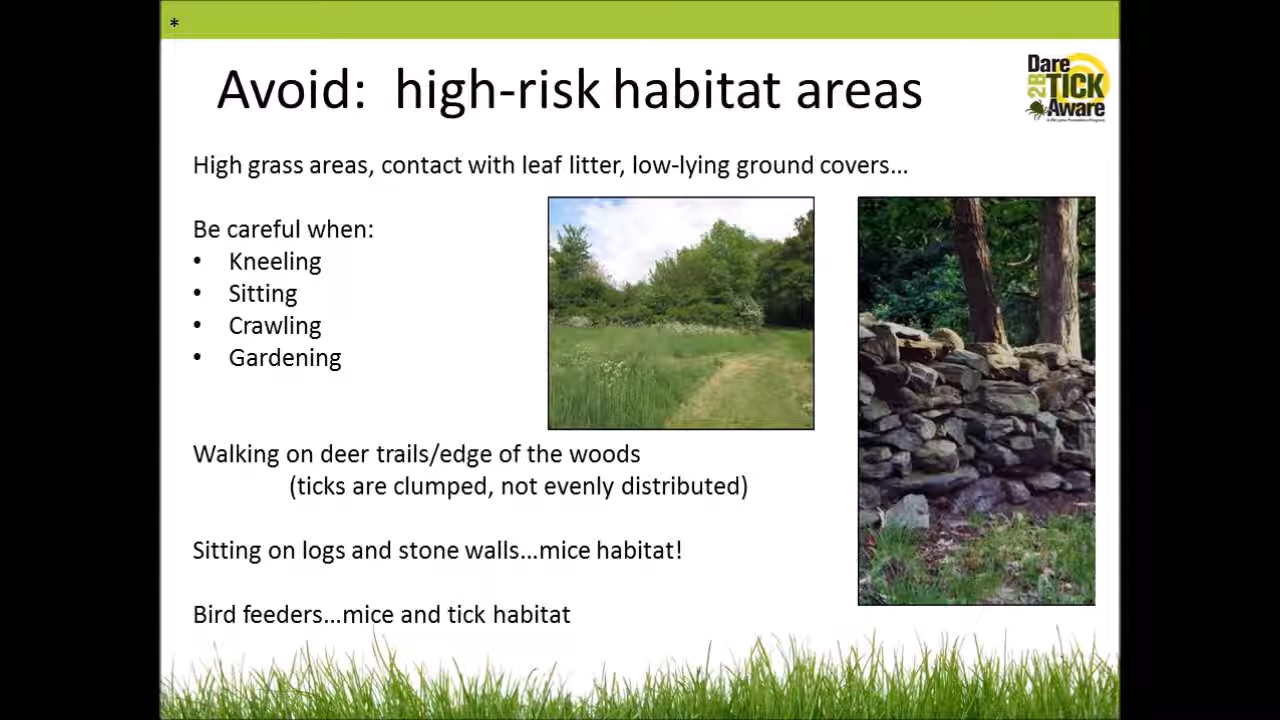 *
Avoid: high-risk habitat areas
Dare
2B
TICK
Aware
High grass areas, contact with leaf litter, low-lying ground covers...
Be careful when:
• Kneeling
• Sitting
• Crawling
• Gardening
Walking on deer trails/edge of the woods
(ticks are clumped, not evenly distributed)
Sitting on logs and stone walls...mice habitat!
Bird feeders...mice and tick habitat